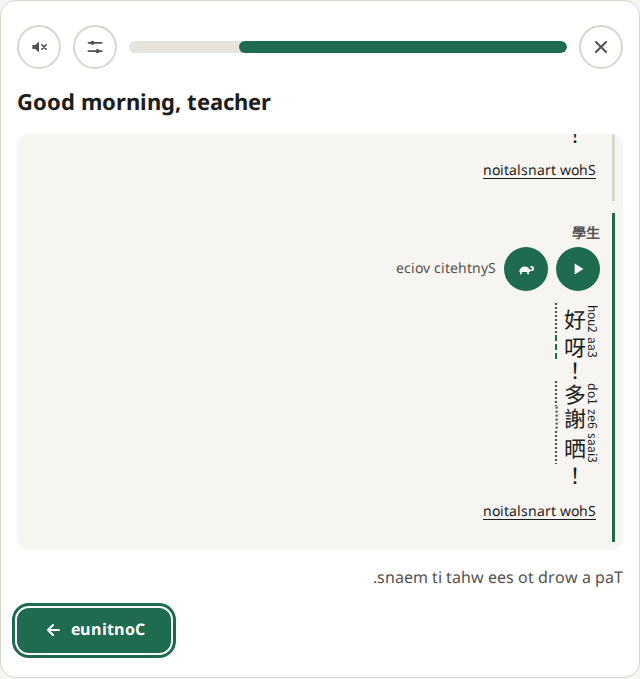 Good morning, teacher
！
noitalsnart wohS
學生
eciov citehtnyS
好呀！多謝晒！
hou2 aa3 do1 ze6 saai3
noitalsnart wohS
.snaem ti tahw ees ot drow a paT
eunitnoC